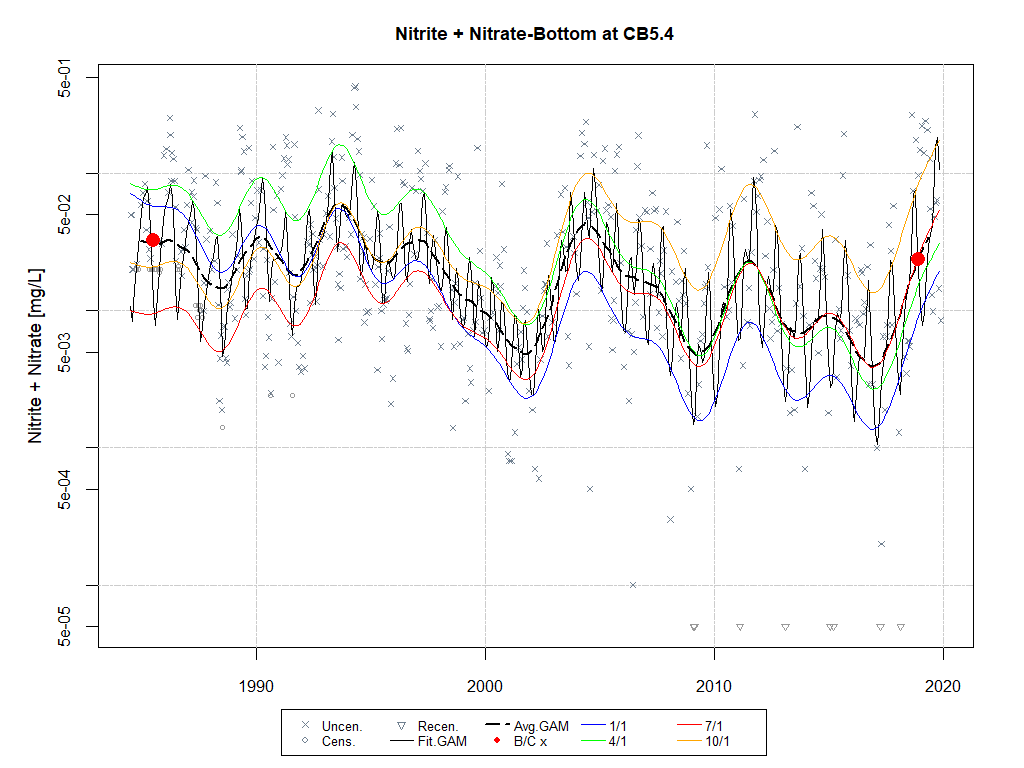 Nitrite + Nitrate-Bottom at CB5.4
Nitrite + Nitrate [mg/L]
5e-01
5e-02
5e-03
5e-04
5e-05
1990 2000 2010 2020
Uncen. Recen. Avg.GAM 1/1 7/1
Cens. Fit.GAM B/C x 4/1 10/1